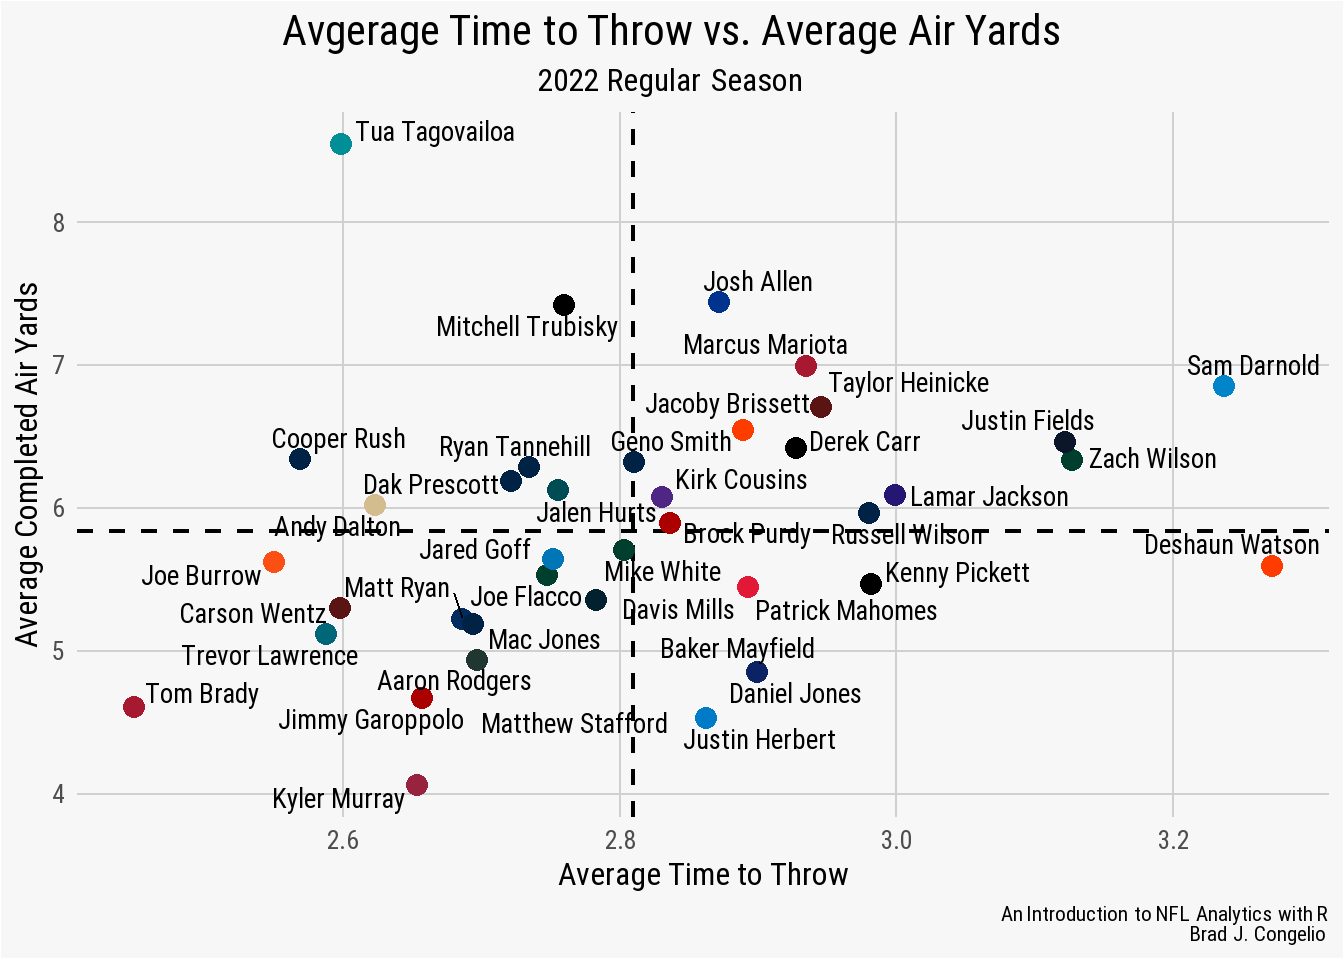 Avgerage Time to Throw vs. Average Air Yards
2022 Regular Season
Tua Tagovailoa
8
Josh Allen
Mitchell Trubisky
Marcus Mariota
7
Sam Darnold
Taylor Heinicke
Jacoby Brissett
Justin Fields
Cooper Rush
Ryan Tannehill
Geno Smith
Derek Carr
Zach Wilson
Dak Prescott
Kirk Cousins
Lamar Jackson
6
Jalen Hurts
Andy Dalton
Brock Purdy
Russell Wilson
Deshaun Watson
Jared Goff
Joe Burrow
Mike White
Kenny Pickett
Matt Ryan
Joe Flacco
Davis Mills
Patrick Mahomes
Carson Wentz
Mac Jones
Baker Mayfield
5
Trevor Lawrence
Aaron Rodgers
Tom Brady
Daniel Jones
Jimmy Garoppolo
Matthew Stafford
Justin Herbert
4
Kyler Murray
Average Completed Air Yards
2.6
2.8
3.0
3.2
Average Time to Throw
An Introduction to NFL Analytics with R
Brad J. Congelio